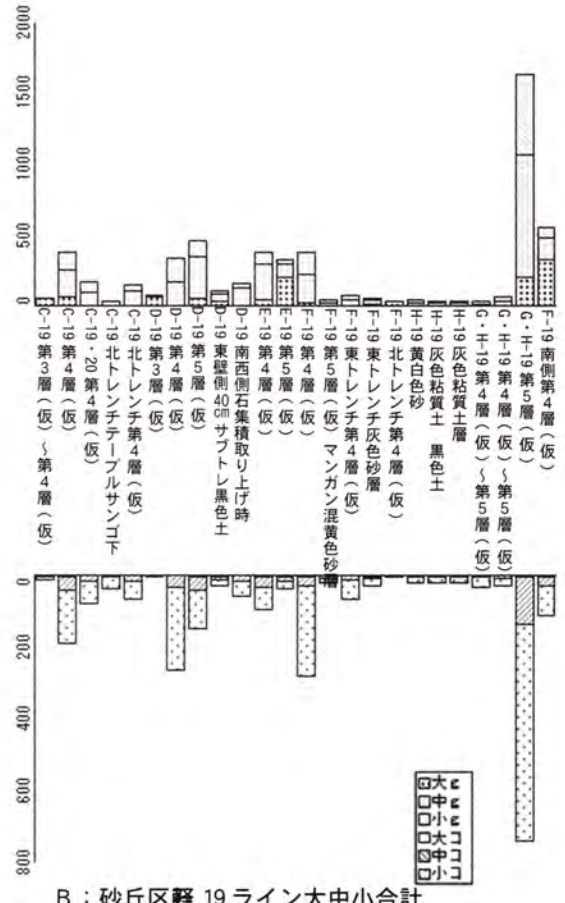 2000
1500
1000
500
0
C-19 第3層（仮）～第4層（仮）
C-19 第4層（仮）
C-19・20 第4層（仮）
C-19 北トレンチテーブルサンゴ下
C-19 北トレンチ第4層（仮）
D-19 第3層（仮）
D-19 第4層（仮）
D-19 第5層（仮）
D-19 東壁側40㎝サブトレ黒色土
D-19 南西側石集積取り上げ時
E-19 第4層（仮）
E-19 第5層（仮）
F-19 第4層（仮）
F-19 第5層（仮） マンガン混黄色砂層
F-19 東トレンチ第4層（仮）
F-19 東トレンチ灰色砂層
F-19 北トレンチ第4層（仮）
H-19 黄白色砂
H-19 灰色粘質土 黒色土
H-19 灰色粘質土層
G・H-19 第4層（仮）～第5層（仮）
G・H-19 第4層（仮）～第5層（仮）
G・H-19 第5層（仮）
F-19 南側第4層（仮）
0
200
400
600
800
大
中
小
大コ
中コ
小コ
B：砂丘区 19 ライン大中小合計